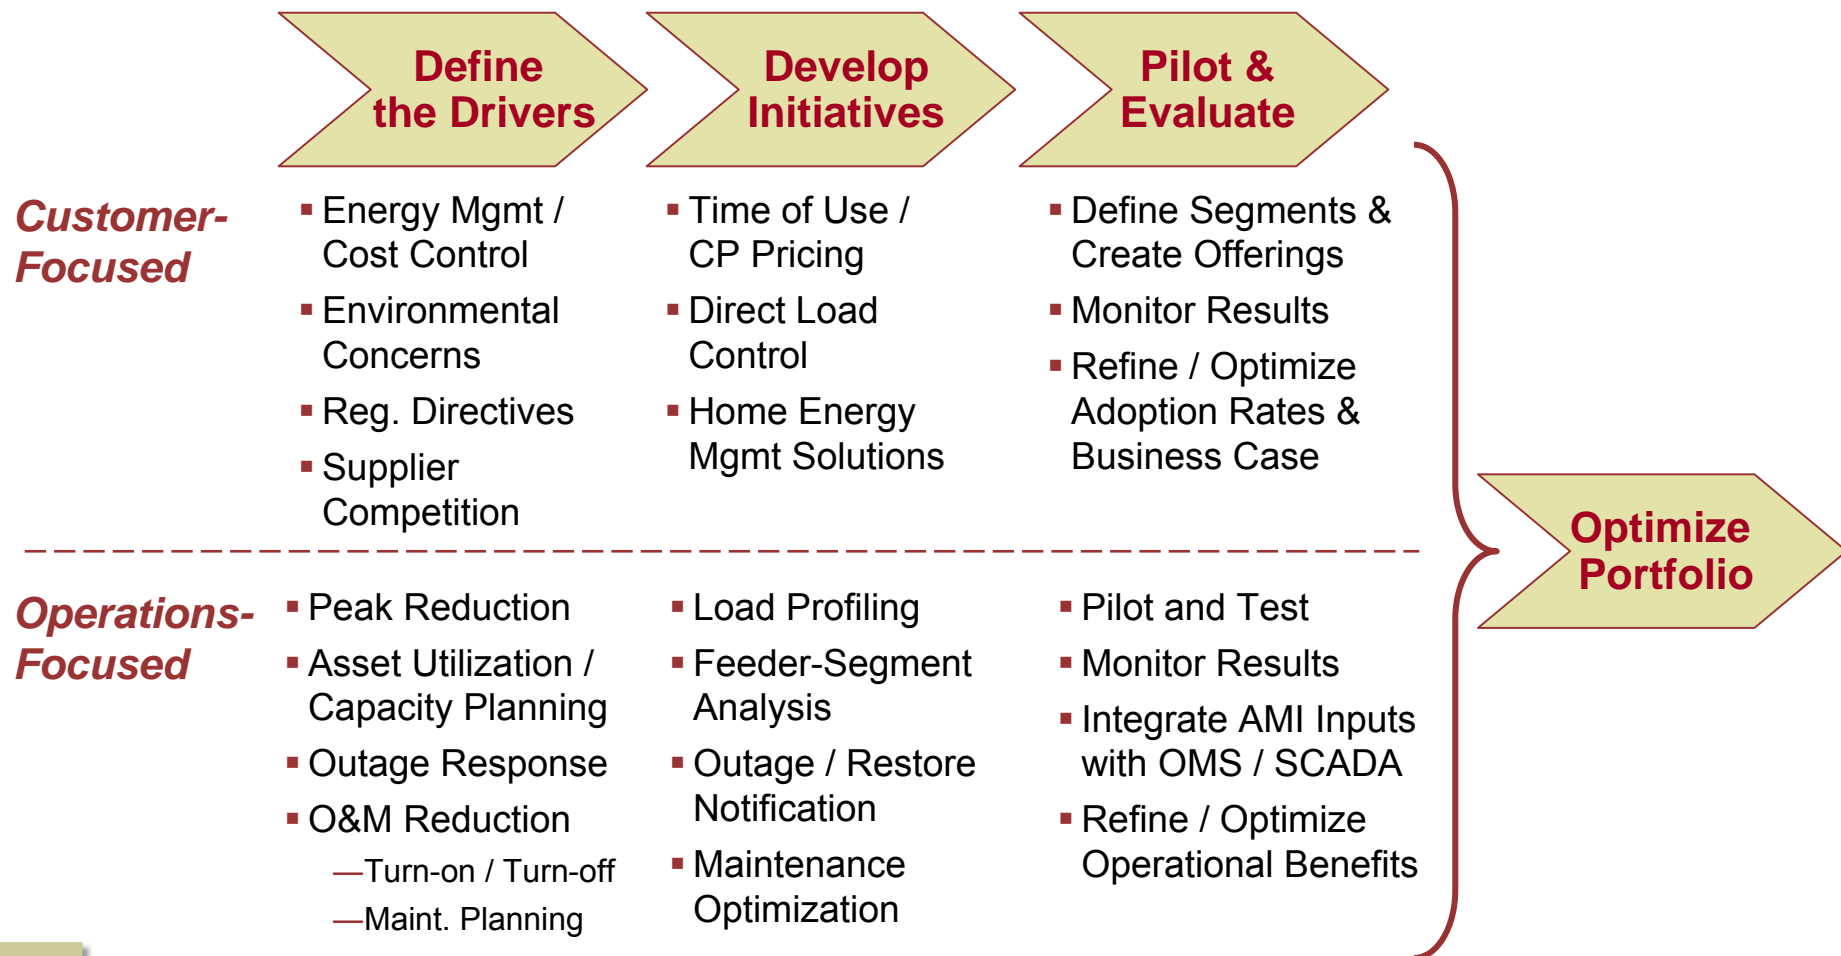 Define
the Drivers
Develop
Initiatives
Pilot &
Evaluate
Customer-
Focused
▪ Energy Mgmt /
Cost Control
▪ Environmental
Concerns
▪ Reg. Directives
▪ Supplier
Competition
▪ Time of Use /
CP Pricing
▪ Direct Load
Control
▪ Home Energy
Mgmt Solutions
▪ Define Segments &
Create Offerings
▪ Monitor Results
▪ Refine / Optimize
Adoption Rates &
Business Case
Operations-
Focused
▪ Peak Reduction
▪ Asset Utilization /
Capacity Planning
▪ Outage Response
▪ O&M Reduction
—Turn-on / Turn-off
—Maint. Planning
▪ Load Profiling
▪ Feeder-Segment
Analysis
▪ Outage / Restore
Notification
▪ Maintenance
Optimization
▪ Pilot and Test
▪ Monitor Results
▪ Integrate AMI Inputs
with OMS / SCADA
▪ Refine / Optimize
Operational Benefits
Optimize
Portfolio